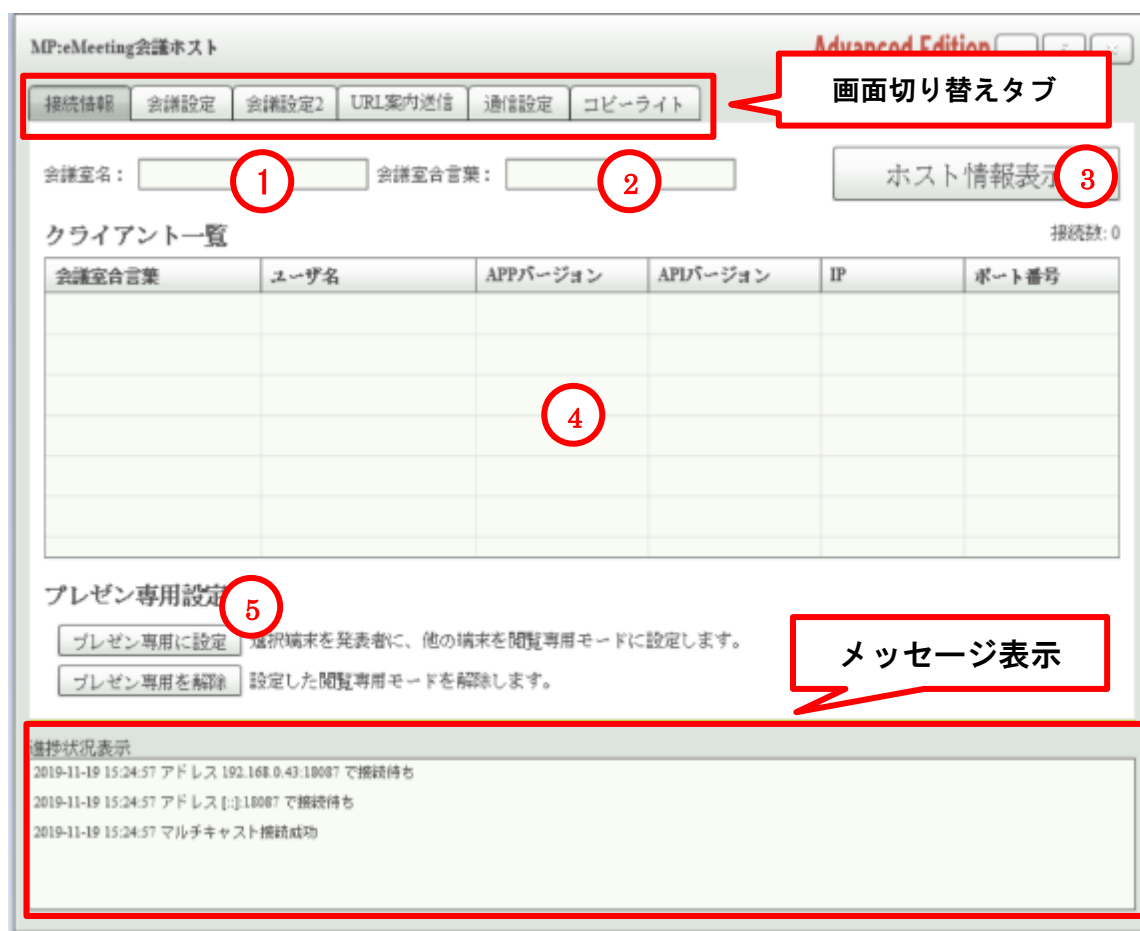 MP:eMeeting会議ホスト
Advanced Edition
接続情報 会議設定 会議設定2 URL案内送信 通信設定 コピーライト
画面切り替えタブ
会議室名： 1 会議室合言葉： 2 ホスト情報表示 3
クライアント一覧 接続数: 0
会議室合言葉 ユーザ名 APPバージョン APIバージョン IP ポート番号
4
プレゼン専用設定 5
プレゼン専用に設定 選択端末を発表者に、他の端末を閲覧専用モードに設定します。
プレゼン専用を解除 設定した閲覧専用モードを解除します。
メッセージ表示
進捗状況表示
2019-11-19 15:24:57 アドレス 192.168.0.43:18087 で接続待ち
2019-11-19 15:24:57 アドレス [::]:18087 で接続待ち
2019-11-19 15:24:57 マルチキャスト接続成功